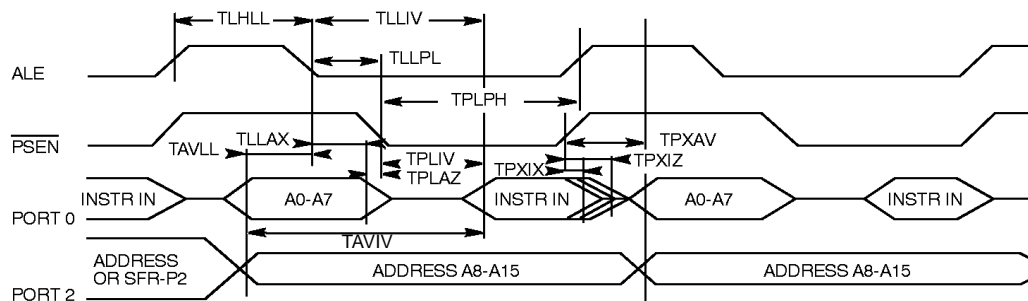 TLHLL TLLIV
TLLPL
ALE
TPLPH
TLLAX TPXAV
PSEN
TAVLL TPLIV TPXIZ
TPLAZ TPXIX
INSTR IN A0-A7 INSTR IN A0-A7 INSTR IN
PORT 0
TAVIV
ADDRESS
OR SFR-P2 ADDRESS A8-A15 ADDRESS A8-A15
PORT 2